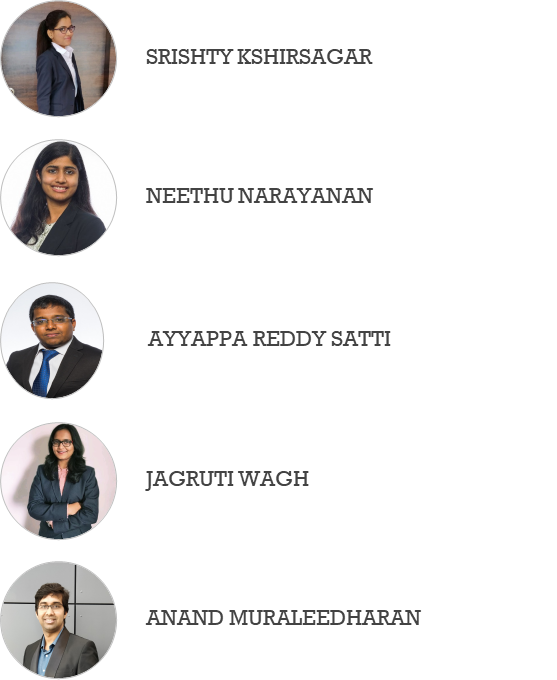 SRISHTY KSHIRSAGAR
NEETHU NARAYANAN
AYYAPPA REDDY SATTI
JAGRUTI WAGH
ANAND MURALEEDHARAN